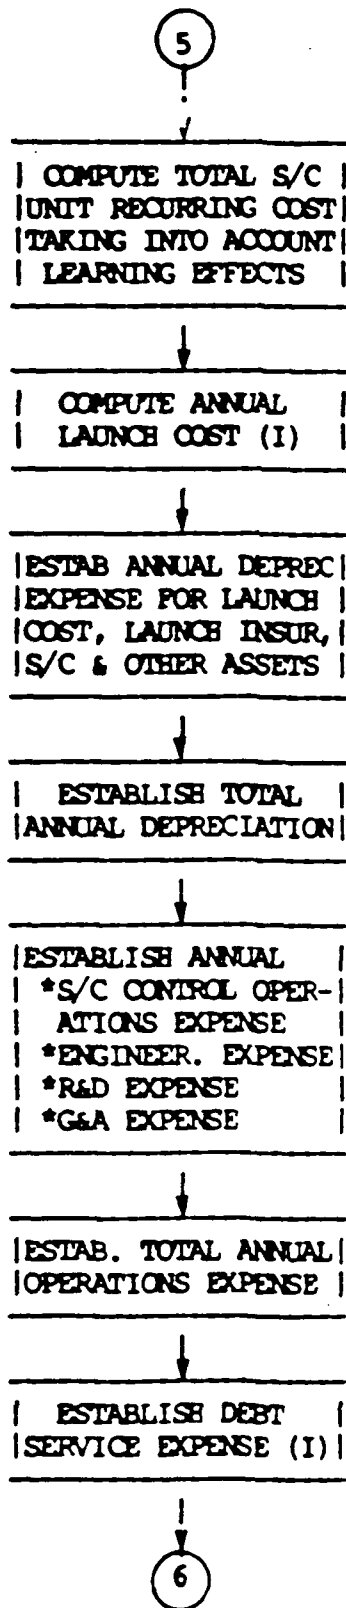 5
COMPUTE TOTAL S/C
UNIT RECURRING COST
TAKING INTO ACCOUNT
LEARNING EFFECTS
COMPUTE ANNUAL
LAUNCH COST (I)
ESTAB ANNUAL DEPREC
EXPENSE FOR LAUNCH
COST, LAUNCH INSUR,
S/C & OTHER ASSETS
ESTABLISH TOTAL
ANNUAL DEPRECIATION
ESTABLISH ANNUAL
*S/C CONTROL OPER-
ATIONS EXPENSE
*ENGINEER. EXPENSE
*R&D EXPENSE
*G&A EXPENSE
ESTAB. TOTAL ANNUAL
OPERATIONS EXPENSE
ESTABLISH DEBT
SERVICE EXPENSE (I)
6